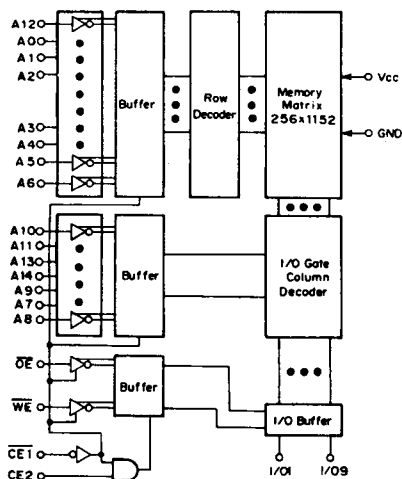 A12
A0
A1
A2
A3
A4
A5
A6
Buffer
Row
Decoder
Memory
Matrix
256x1152
Vcc
GND
A10
A11
A13
A14
A9
A7
A8
Buffer
I/O Gate
Column
Decoder
OE
WE
Buffer
I/O Buffer
CE1
CE2
I/O1
I/O9